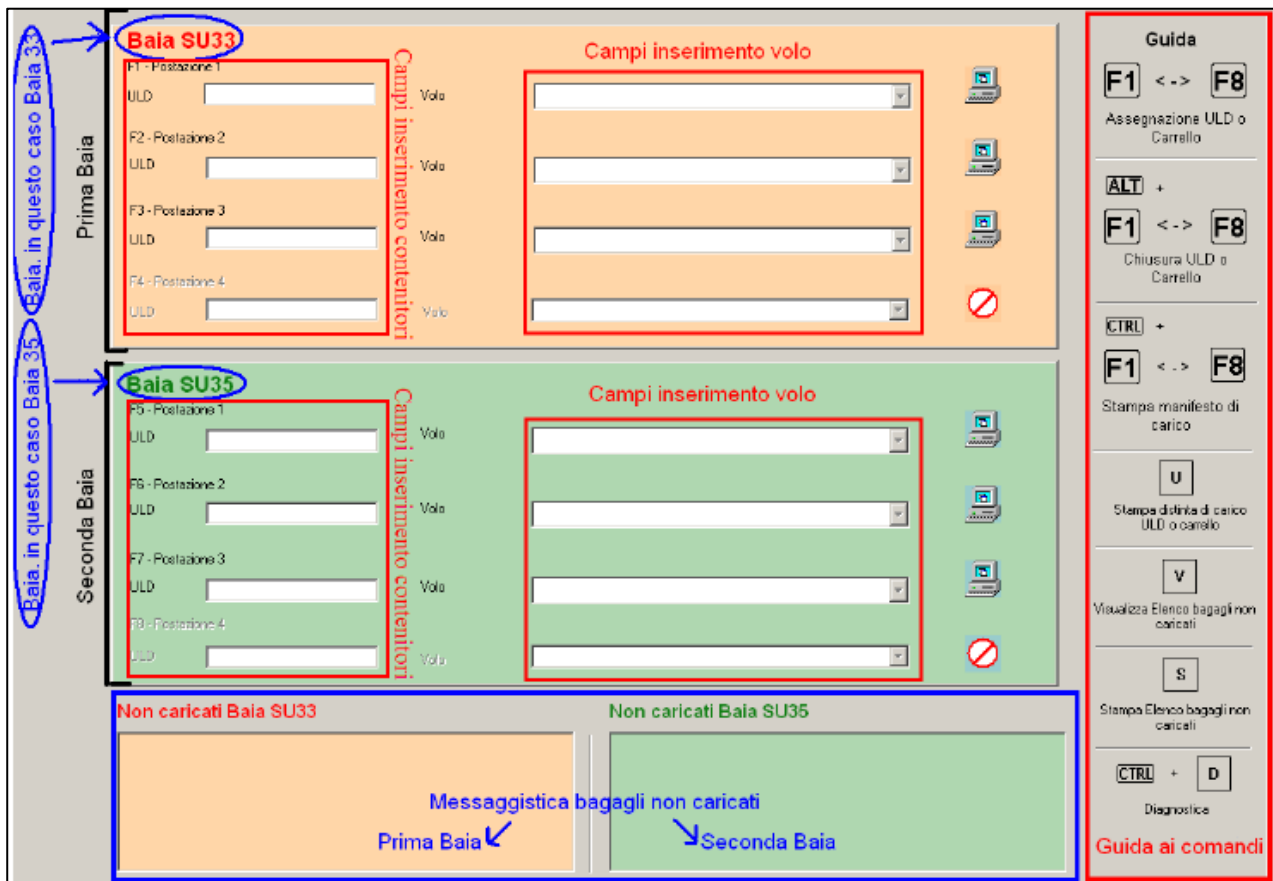 Baia. in questo caso Baia 33
Prima Baia
Baia SU33
Campi inserimento volo
F1 - Postazione 1
ULD
Volo
F2 - Postazione 2
ULD
Volo
F3 - Postazione 3
ULD
Volo
F4 - Postazione 4
ULD
Volo
Campi inserimento contenitori
Baia. in questo caso Baia 35
Seconda Baia
Baia SU35
Campi inserimento volo
F5 - Postazione 1
ULD
Volo
F6 - Postazione 2
ULD
Volo
F7 - Postazione 3
ULD
Volo
F8 - Postazione 4
ULD
Volo
Campi inserimento contenitori
Non caricati Baia SU33
Non caricati Baia SU35
Messaggistica bagagli non caricati
Prima Baia
Seconda Baia
Guida
F1 <-> F8
Assegnazione ULD o
Carrello
ALT +
F1 <-> F8
Chiusura ULD o
Carrello
CTRL +
F1 <-> F8
Stampa manifesto di
carico
U
Stampa distinta di carico
ULD o carrello
V
Visualizza Elenco bagagli non
caricati
S
Stampa Elenco bagagli non
caricati
CTRL + D
Diagnostica
Guida ai comandi